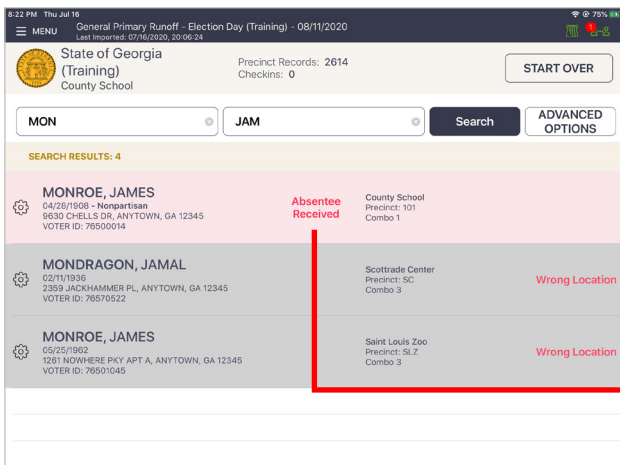 8:22 PM Thu Jul 16
75%
MENU
General Primary Runoff - Election Day (Training) - 08/11/2020
Last Imported: 07/16/2020, 20:06:24
State of Georgia
(Training)
County School
Precinct Records: 2614
Checkins: 0
START OVER
MON
JAM
Search
ADVANCED
OPTIONS
SEARCH RESULTS: 4
MONROE, JAMES
04/28/1908 - Nonpartisan
9630 CHELLS DR, ANYTOWN, GA 12345
VOTER ID: 76500014
Absentee
Received
County School
Precinct: 101
Combo 1
MONDRAGON, JAMAL
02/11/1936
2359 JACKHAMMER PL, ANYTOWN, GA 12345
VOTER ID: 76570522
Scottrade Center
Precinct: SC
Combo 3
Wrong Location
MONROE, JAMES
05/25/1962
1261 NOWHERE PKY APT A, ANYTOWN, GA 12345
VOTER ID: 76501045
Saint Louis Zoo
Precinct: SLZ
Combo 3
Wrong Location